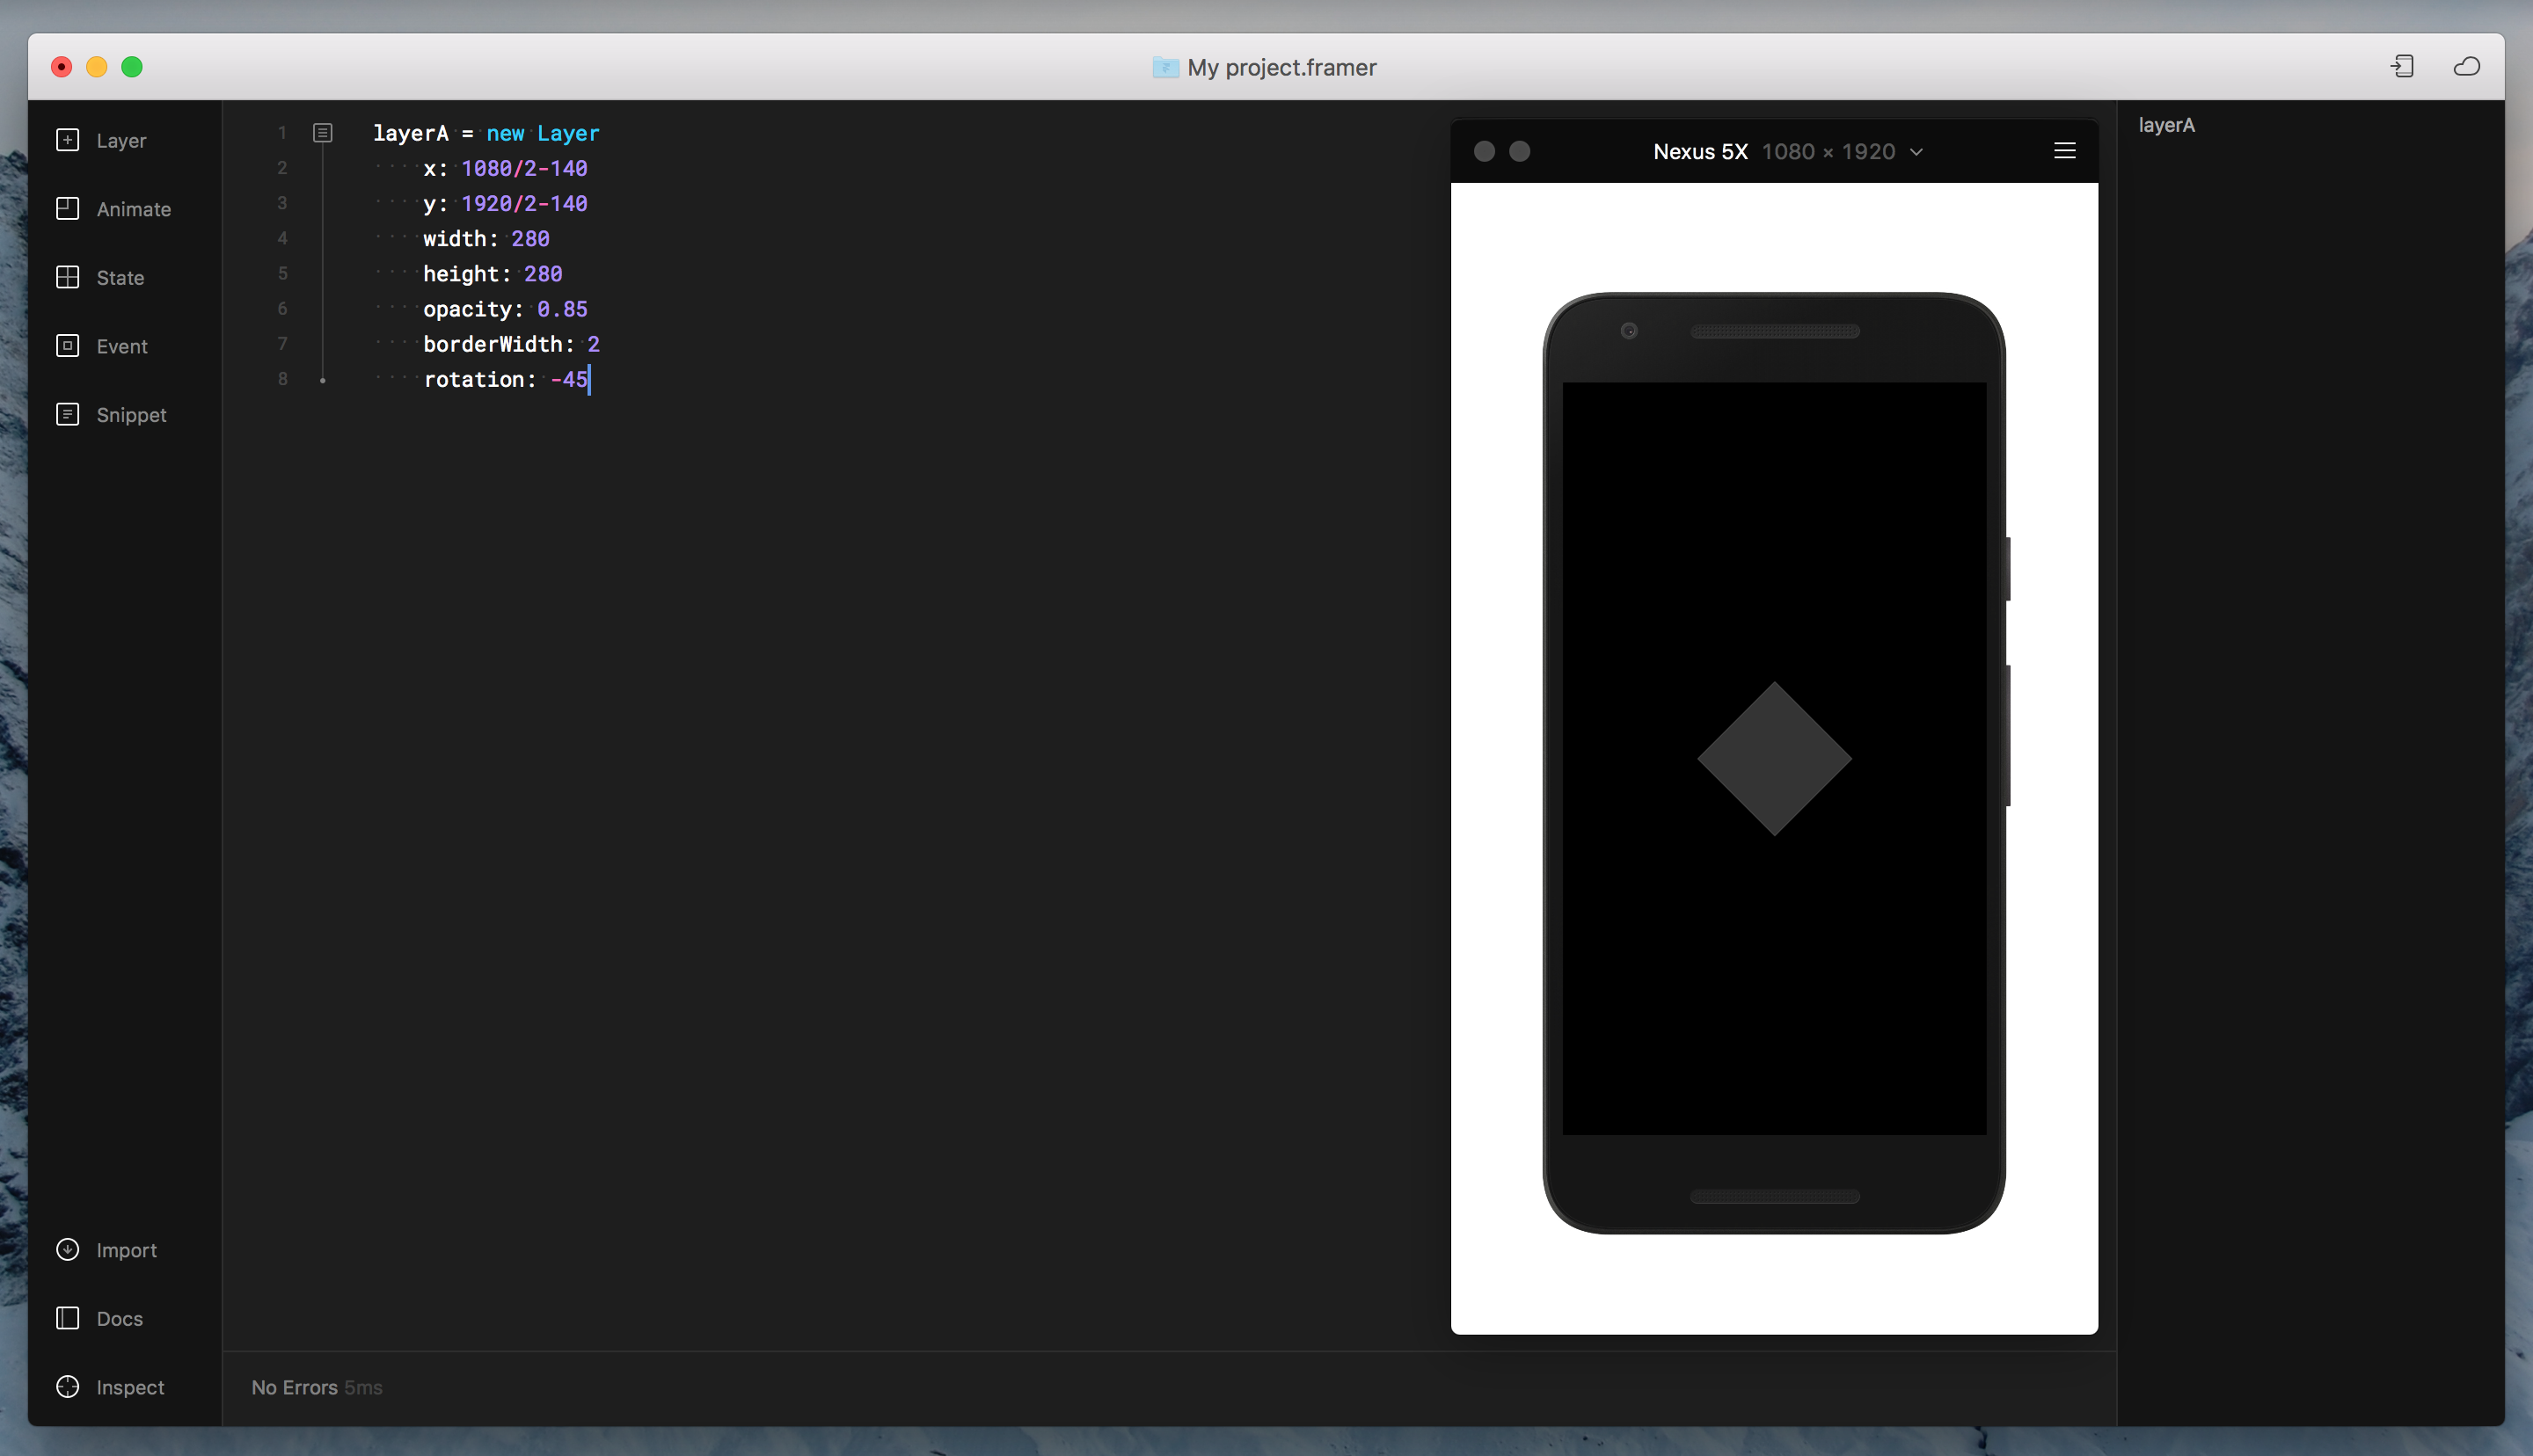 My project.framer
Layer
Animate
State
Event
Snippet
Import
Docs
Inspect
1 layerA = new Layer
2 x: 1080/2-140
3 y: 1920/2-140
4 width: 280
5 height: 280
6 opacity: 0.85
7 borderWidth: 2
8 rotation: -45
No Errors 5ms
Nexus 5X 1080 × 1920
layerA